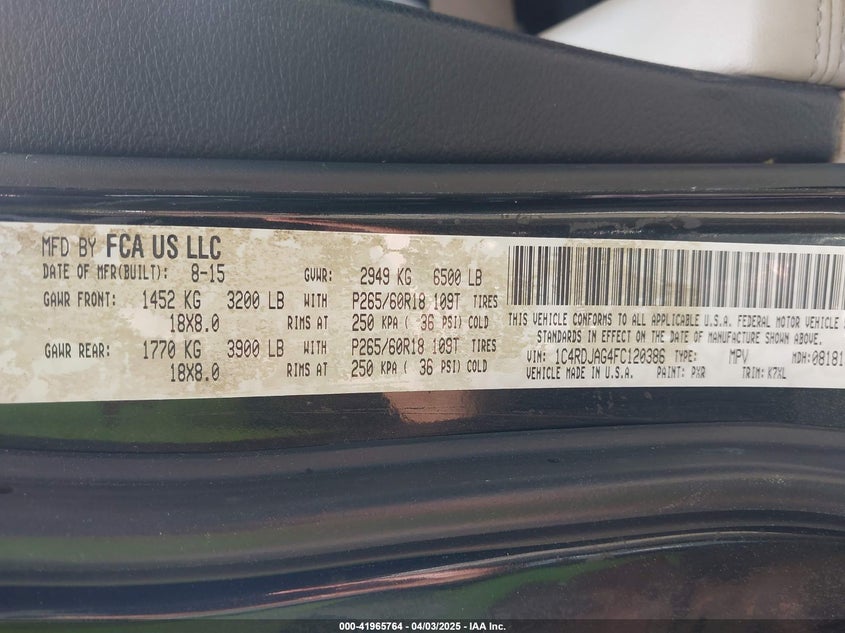 MFD BY FCA US LLC
DATE OF MFR(BUILT): 8-15 GVWR: 2949 KG 6500 LB
GAWR FRONT: 1452 KG 3200 LB WITH P265/60R18 109T TIRES
18X8.0 RIMS AT 250 KPA ( 36 PSI) COLD
GAWR REAR: 1770 KG 3900 LB WITH P265/60R18 109T TIRES
18X8.0 RIMS AT 250 KPA ( 36 PSI) COLD
THIS VEHICLE CONFORMS TO ALL APPLICABLE U.S.A. FEDERAL MOTOR VEHICLE
STANDARDS IN EFFECT ON THE DATE OF MANUFACTURE SHOWN ABOVE.
VIN: 1C4RDJAG4FC120386 TYPE: MPV MDH: 08181
VEHICLE MADE IN U.S.A. PAINT: PXR TRIM: K7XL
000-41965764 - 04/03/2025 - IAA Inc.